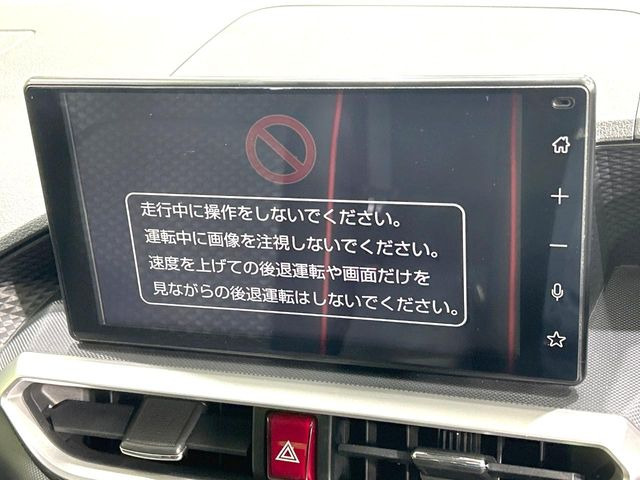 走行中に操作をしないでください。
運転中に画像を注視しないでください。
速度を上げての後退運転や画面だけを
見ながらの後退運転はしないでください。